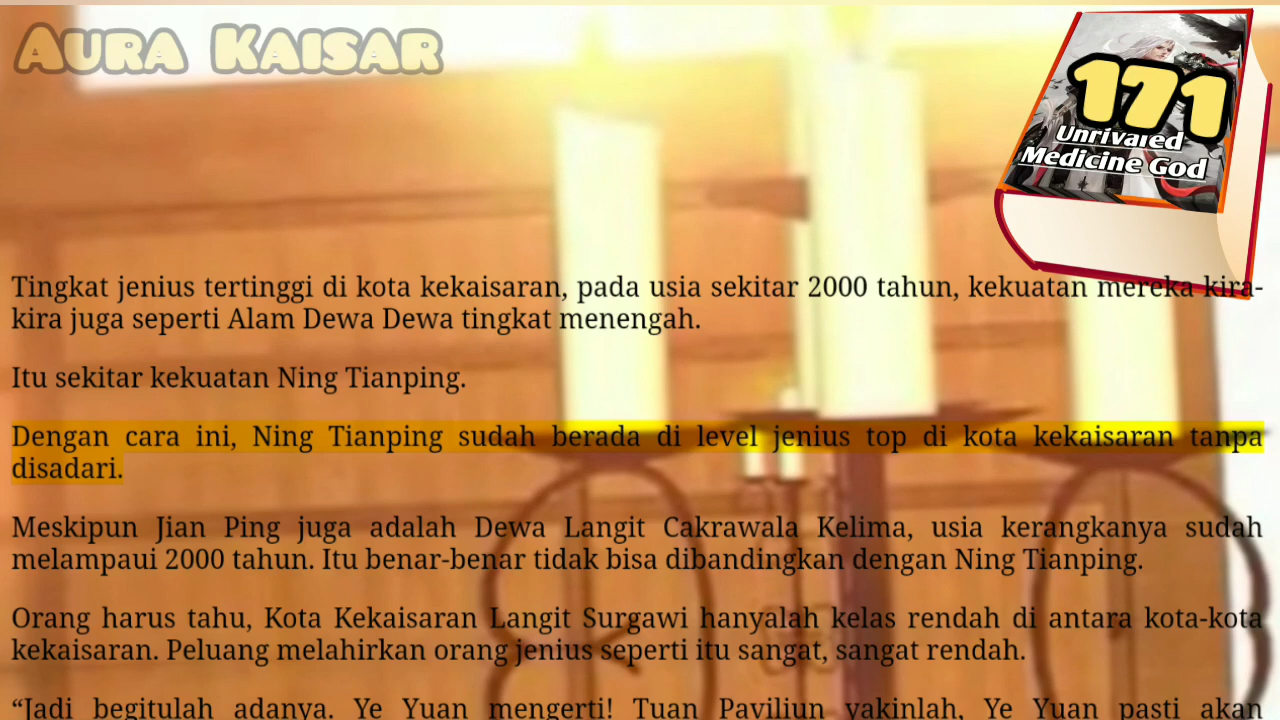 Aura Kaisar
171
Unrivaled
Medicine God
Tingkat jenius tertinggi di kota kekaisaran, pada usia sekitar 2000 tahun, kekuatan mereka kira-
kira juga seperti Alam Dewa Dewa tingkat menengah.
Itu sekitar kekuatan Ning Tianping.
Dengan cara ini, Ning Tianping sudah berada di level jenius top di kota kekaisaran tanpa
disadari.
Meskipun Jian Ping juga adalah Dewa Langit Cakrawala Kelima, usia kerangkanya sudah
melampaui 2000 tahun. Itu benar-benar tidak bisa dibandingkan dengan Ning Tianping.
Orang harus tahu, Kota Kekaisaran Langit Surgawi hanyalah kelas rendah di antara kota-kota
kekaisaran. Peluang melahirkan orang jenius seperti itu sangat, sangat rendah.
“Jadi begitulah adanya. Ye Yuan mengerti! Tuan Paviliun yakinlah, Ye Yuan pasti akan